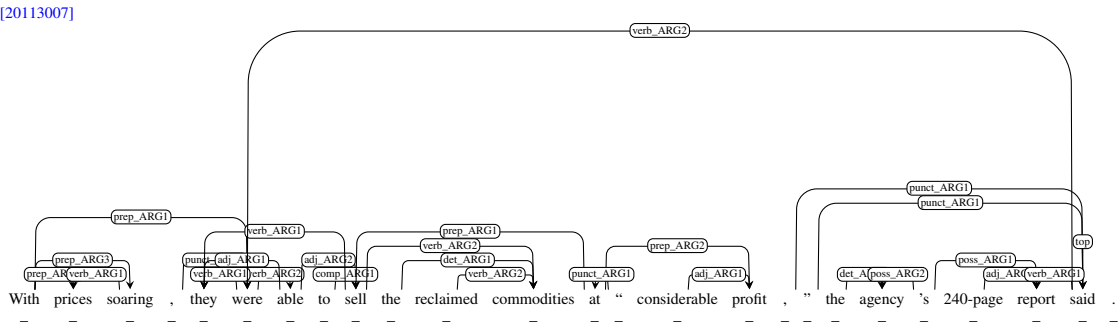 [20113007]
verb_ARG2
punct_ARG1
punct_ARG1
prep_ARG1
verb_ARG1 prep_ARG1
top
verb_ARG2 prep_ARG2
prep_ARG3 adj_ARG1 adj_ARG2 det_ARG1 poss_ARG1
verb_ARG1 verb_ARG1 comp_ARG1 verb_ARG2 punct_ARG1 adj_ARG1 poss_ARG2 verb_ARG1
With prices soaring , they were able to sell the reclaimed commodities at “ considerable profit , ” the agency ’s 240-page report said .
_ _ _ _ _ _ _ _ _ _ _ _ _ _ _ _ _ _ _ _ _ _ _ _ _